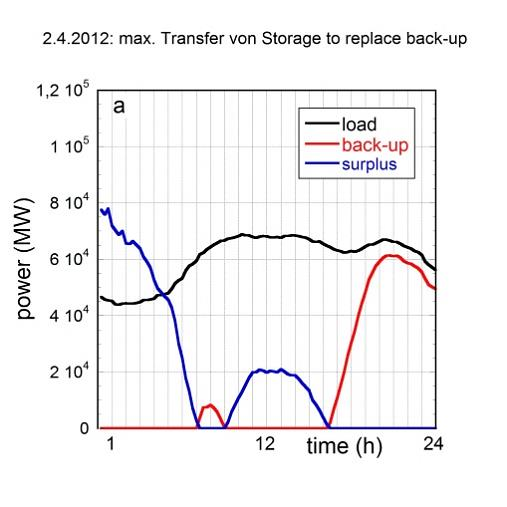 2.4.2012: max. Transfer von Storage to replace back-up
1,2 10⁵
a
load
back-up
surplus
1 10⁵
8 10⁴
power (MW)
6 10⁴
4 10⁴
2 10⁴
0
1
12
time (h)
24